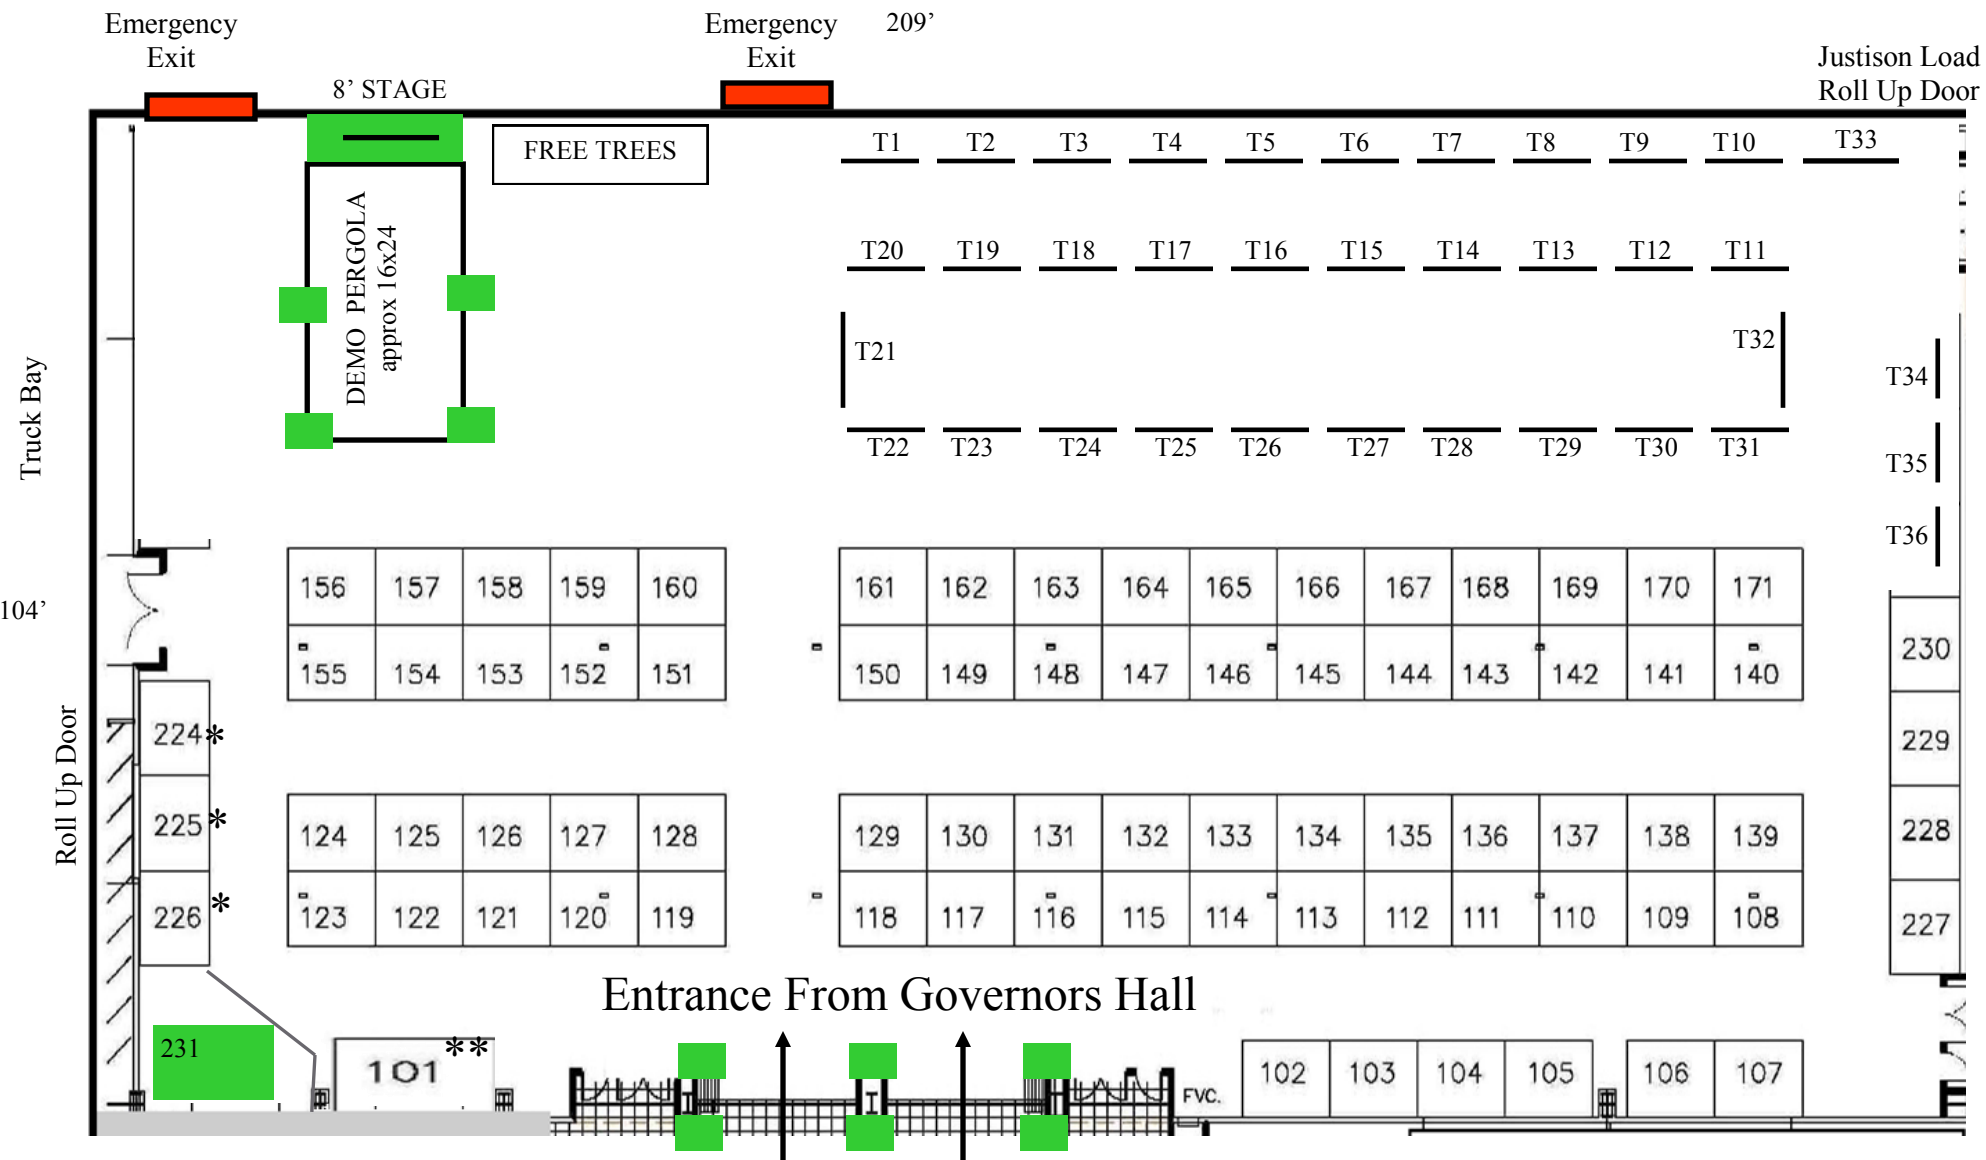 Emergency
Exit
Emergency
Exit
209’
Justison Load
Roll Up Door
8’ STAGE
FREE TREES
T1 T2 T3 T4 T5 T6 T7 T8 T9 T10 T33
DEMO PERGOLA
approx 16x24
T20 T19 T18 T17 T16 T15 T14 T13 T12 T11
T21
T32
T34
T22 T23 T24 T25 T26 T27 T28 T29 T30 T31
T35
T36
Truck Bay
104’
156 157 158 159 160 161 162 163 164 165 166 167 168 169 170 171
155 154 153 152 151 150 149 148 147 146 145 144 143 142 141 140
230
224*
229
Roll Up Door
225*
124 125 126 127 128 129 130 131 132 133 134 135 136 137 138 139
228
226*
123 122 121 120 119 118 117 116 115 114 113 112 111 110 109 108
227
Entrance From Governors Hall
231
101**
FVC.
102 103 104 105 106 107
I I I